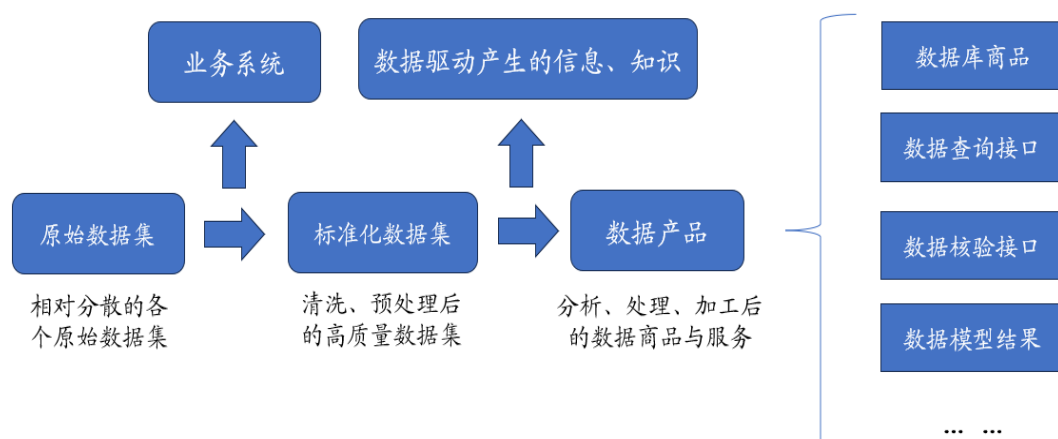 业务系统
数据驱动产生的信息、知识
原始数据集
标准化数据集
数据产品
相对分散的各
个原始数据集
清洗、预处理后
的高质量数据集
分析、处理、加工后
的数据商品与服务
数据库商品
数据查询接口
数据核验接口
数据模型结果
... ...